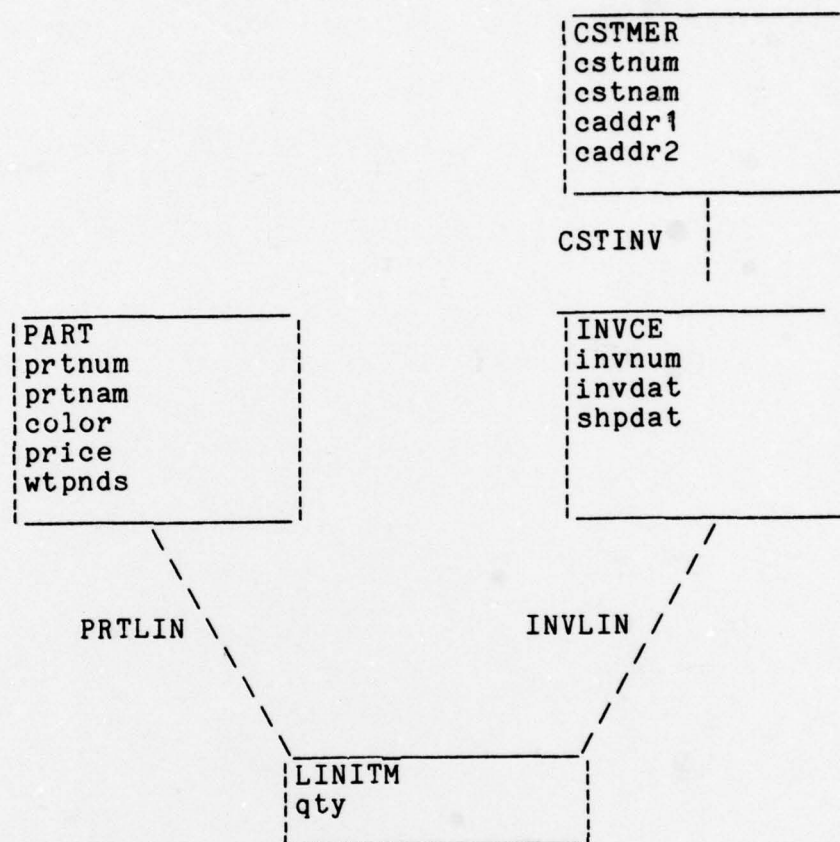 CSTMER
cstnum
cstnam
caddr1
caddr2
CSTINV
PART
prtnum
prtnam
color
price
wtpnds
INVCE
invnum
invdat
shpdat
PRTLIN
INVLIN
LINITM
qty